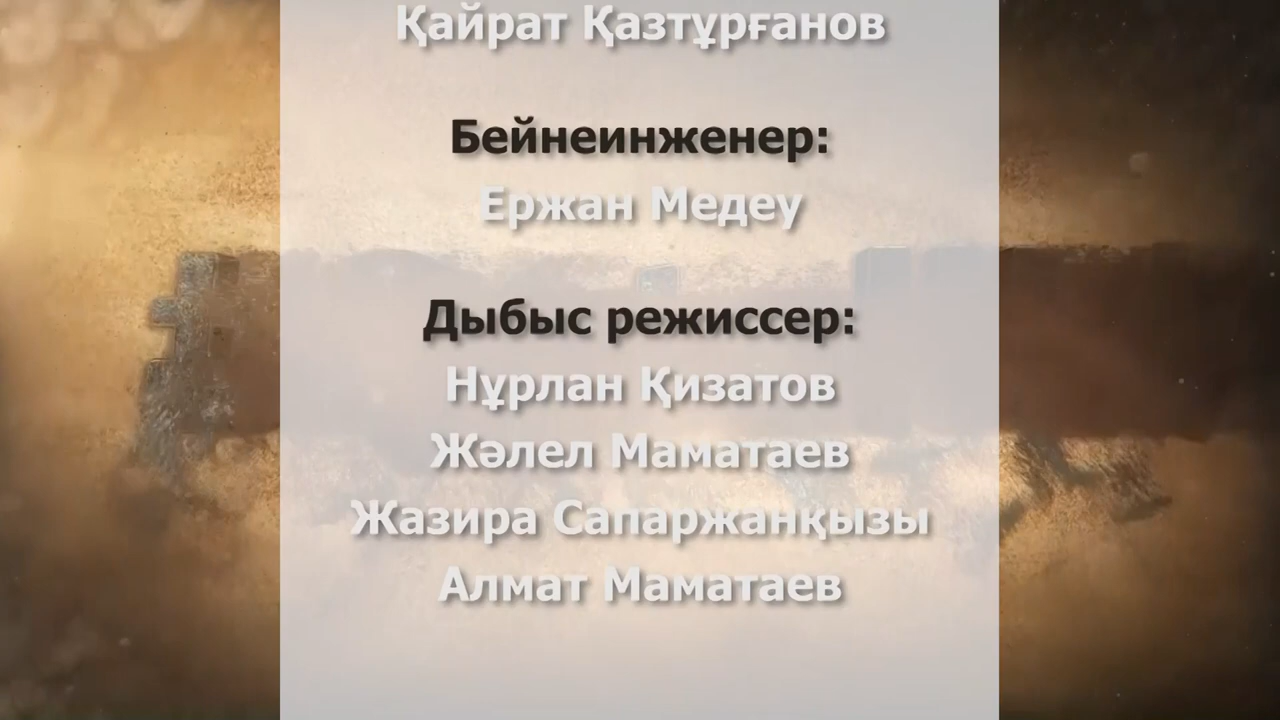 Қайрат Қазтұрғанов
Бейнеинженер:
Ержан Медеу
Дыбыс режиссер:
Нұрлан Қизатов
Жәлел Маматаев
Жазира Сапаржанқызы
Алмат Маматаев